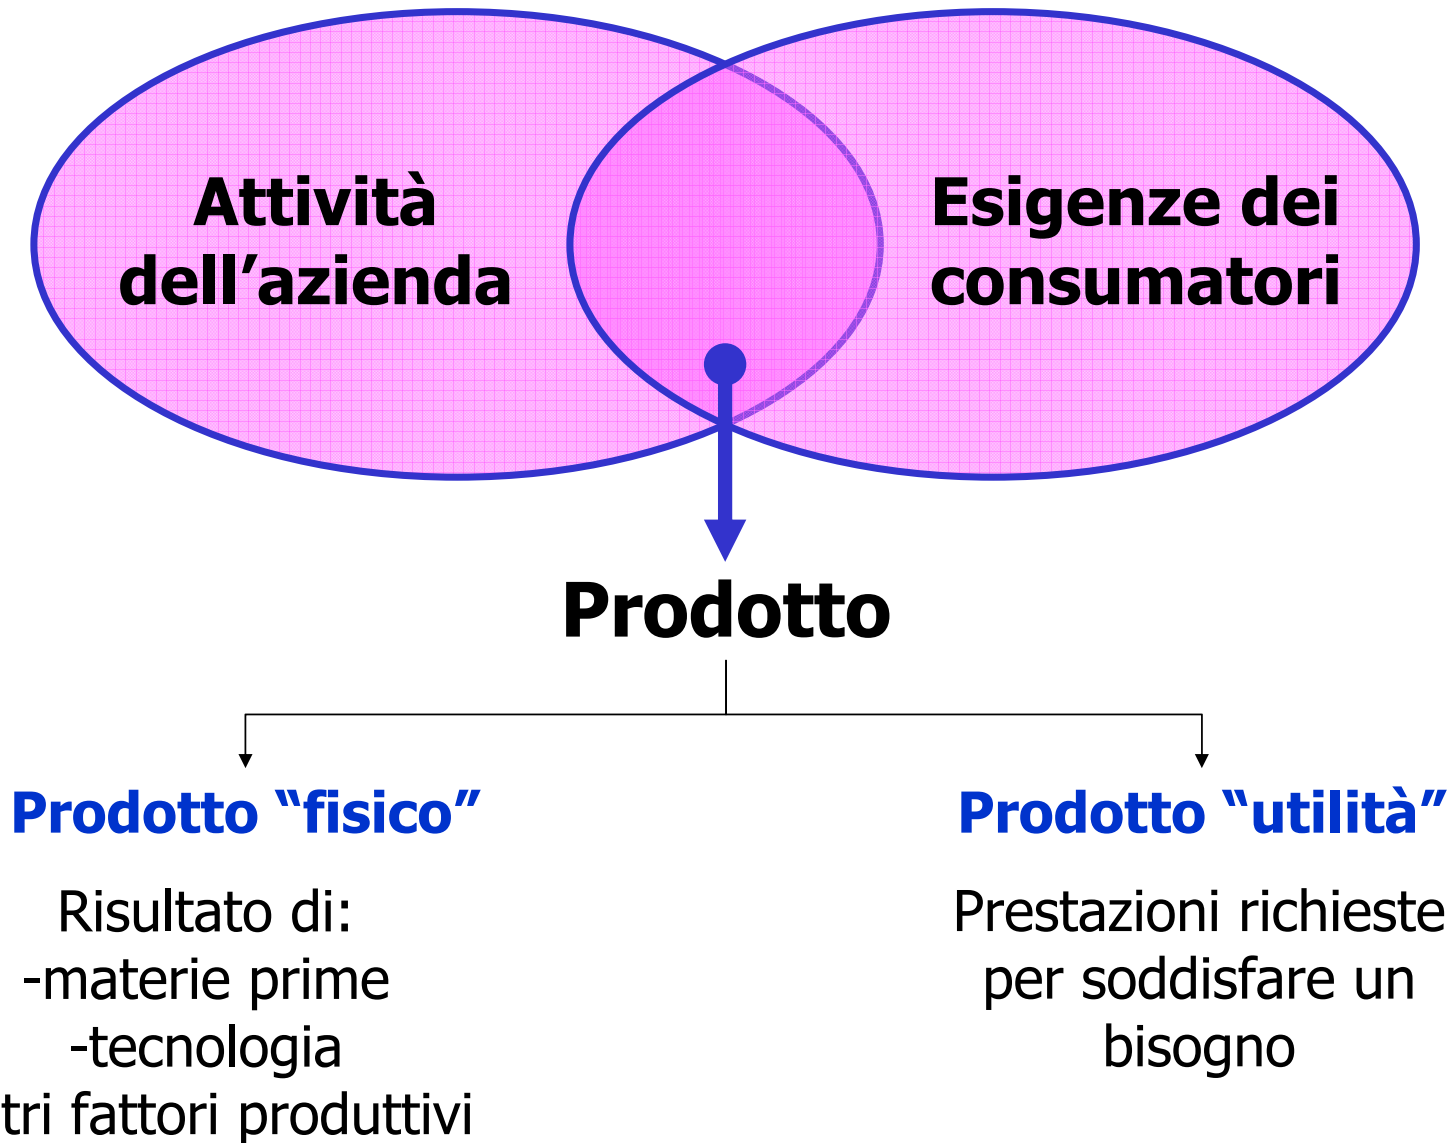 Attività
dell’azienda
Esigenze dei
consumatori
Prodotto
Prodotto “fisico”
Risultato di:
-materie prime
-tecnologia
tri fattori produttivi
Prodotto “utilità”
Prestazioni richieste
per soddisfare un
bisogno